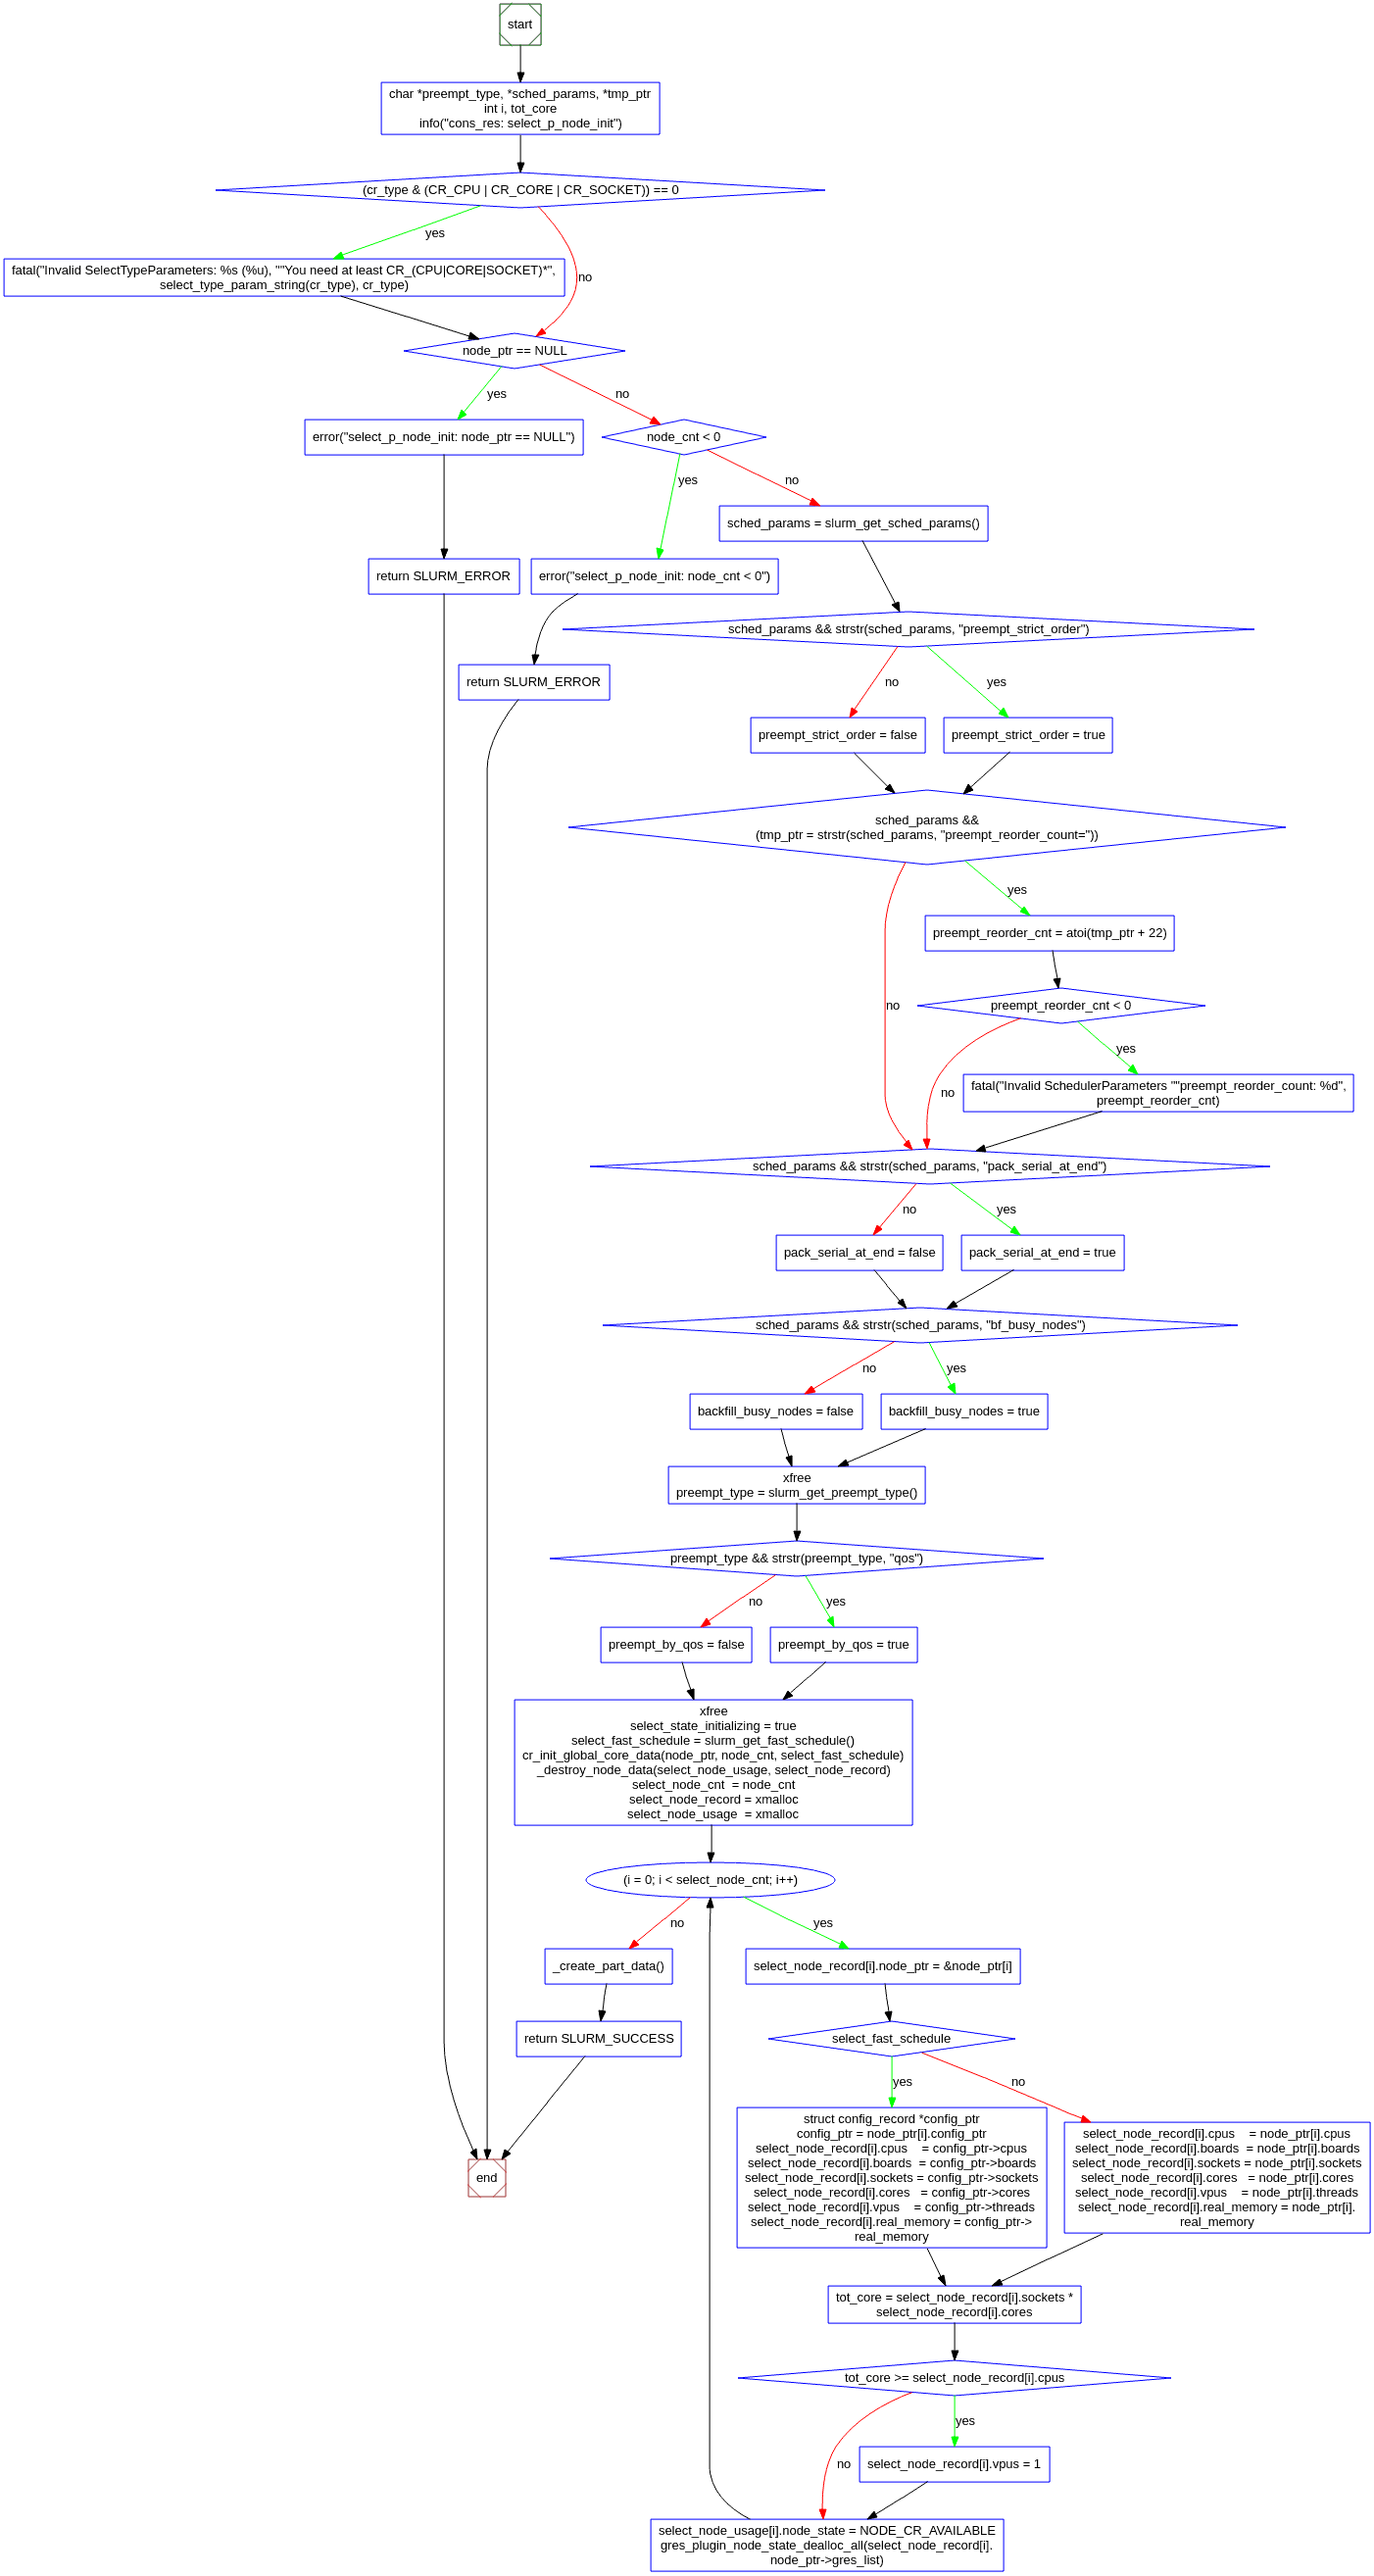 start
char *preempt_type, *sched_params, *tmp_ptr
int i, tot_core
info("cons_res: select_p_node_init")
(cr_type & (CR_CPU | CR_CORE | CR_SOCKET)) == 0
yes
no
fatal("Invalid SelectTypeParameters: %s (%u), ""You need at least CR_(CPU|CORE|SOCKET)*",
select_type_param_string(cr_type), cr_type)
node_ptr == NULL
yes
no
error("select_p_node_init: node_ptr == NULL")
node_cnt < 0
yes
no
sched_params = slurm_get_sched_params()
return SLURM_ERROR
error("select_p_node_init: node_cnt < 0")
sched_params && strstr(sched_params, "preempt_strict_order")
return SLURM_ERROR
no
yes
preempt_strict_order = false
preempt_strict_order = true
sched_params &&
(tmp_ptr = strstr(sched_params, "preempt_reorder_count="))
yes
preempt_reorder_cnt = atoi(tmp_ptr + 22)
no
preempt_reorder_cnt < 0
yes
no
fatal("Invalid SchedulerParameters ""preempt_reorder_count: %d",
preempt_reorder_cnt)
sched_params && strstr(sched_params, "pack_serial_at_end")
no
yes
pack_serial_at_end = false
pack_serial_at_end = true
sched_params && strstr(sched_params, "bf_busy_nodes")
no
yes
backfill_busy_nodes = false
backfill_busy_nodes = true
xfree
preempt_type = slurm_get_preempt_type()
preempt_type && strstr(preempt_type, "qos")
no
yes
preempt_by_qos = false
preempt_by_qos = true
xfree
select_state_initializing = true
select_fast_schedule = slurm_get_fast_schedule()
cr_init_global_core_data(node_ptr, node_cnt, select_fast_schedule)
_destroy_node_data(select_node_usage, select_node_record)
select_node_cnt  = node_cnt
select_node_record = xmalloc
select_node_usage  = xmalloc
(i = 0; i < select_node_cnt; i++)
no
yes
_create_part_data()
select_node_record[i].node_ptr = &node_ptr[i]
return SLURM_SUCCESS
select_fast_schedule
yes
no
struct config_record *config_ptr
config_ptr = node_ptr[i].config_ptr
select_node_record[i].cpus    = config_ptr->cpus
select_node_record[i].boards  = config_ptr->boards
select_node_record[i].sockets = config_ptr->sockets
select_node_record[i].cores   = config_ptr->cores
select_node_record[i].vpus    = config_ptr->threads
select_node_record[i].real_memory = config_ptr->
real_memory
select_node_record[i].cpus    = node_ptr[i].cpus
select_node_record[i].boards  = node_ptr[i].boards
select_node_record[i].sockets = node_ptr[i].sockets
select_node_record[i].cores   = node_ptr[i].cores
select_node_record[i].vpus    = node_ptr[i].threads
select_node_record[i].real_memory = node_ptr[i].
real_memory
end
tot_core = select_node_record[i].sockets *
select_node_record[i].cores
tot_core >= select_node_record[i].cpus
yes
no
select_node_record[i].vpus = 1
select_node_usage[i].node_state = NODE_CR_AVAILABLE
gres_plugin_node_state_dealloc_all(select_node_record[i].
node_ptr->gres_list)